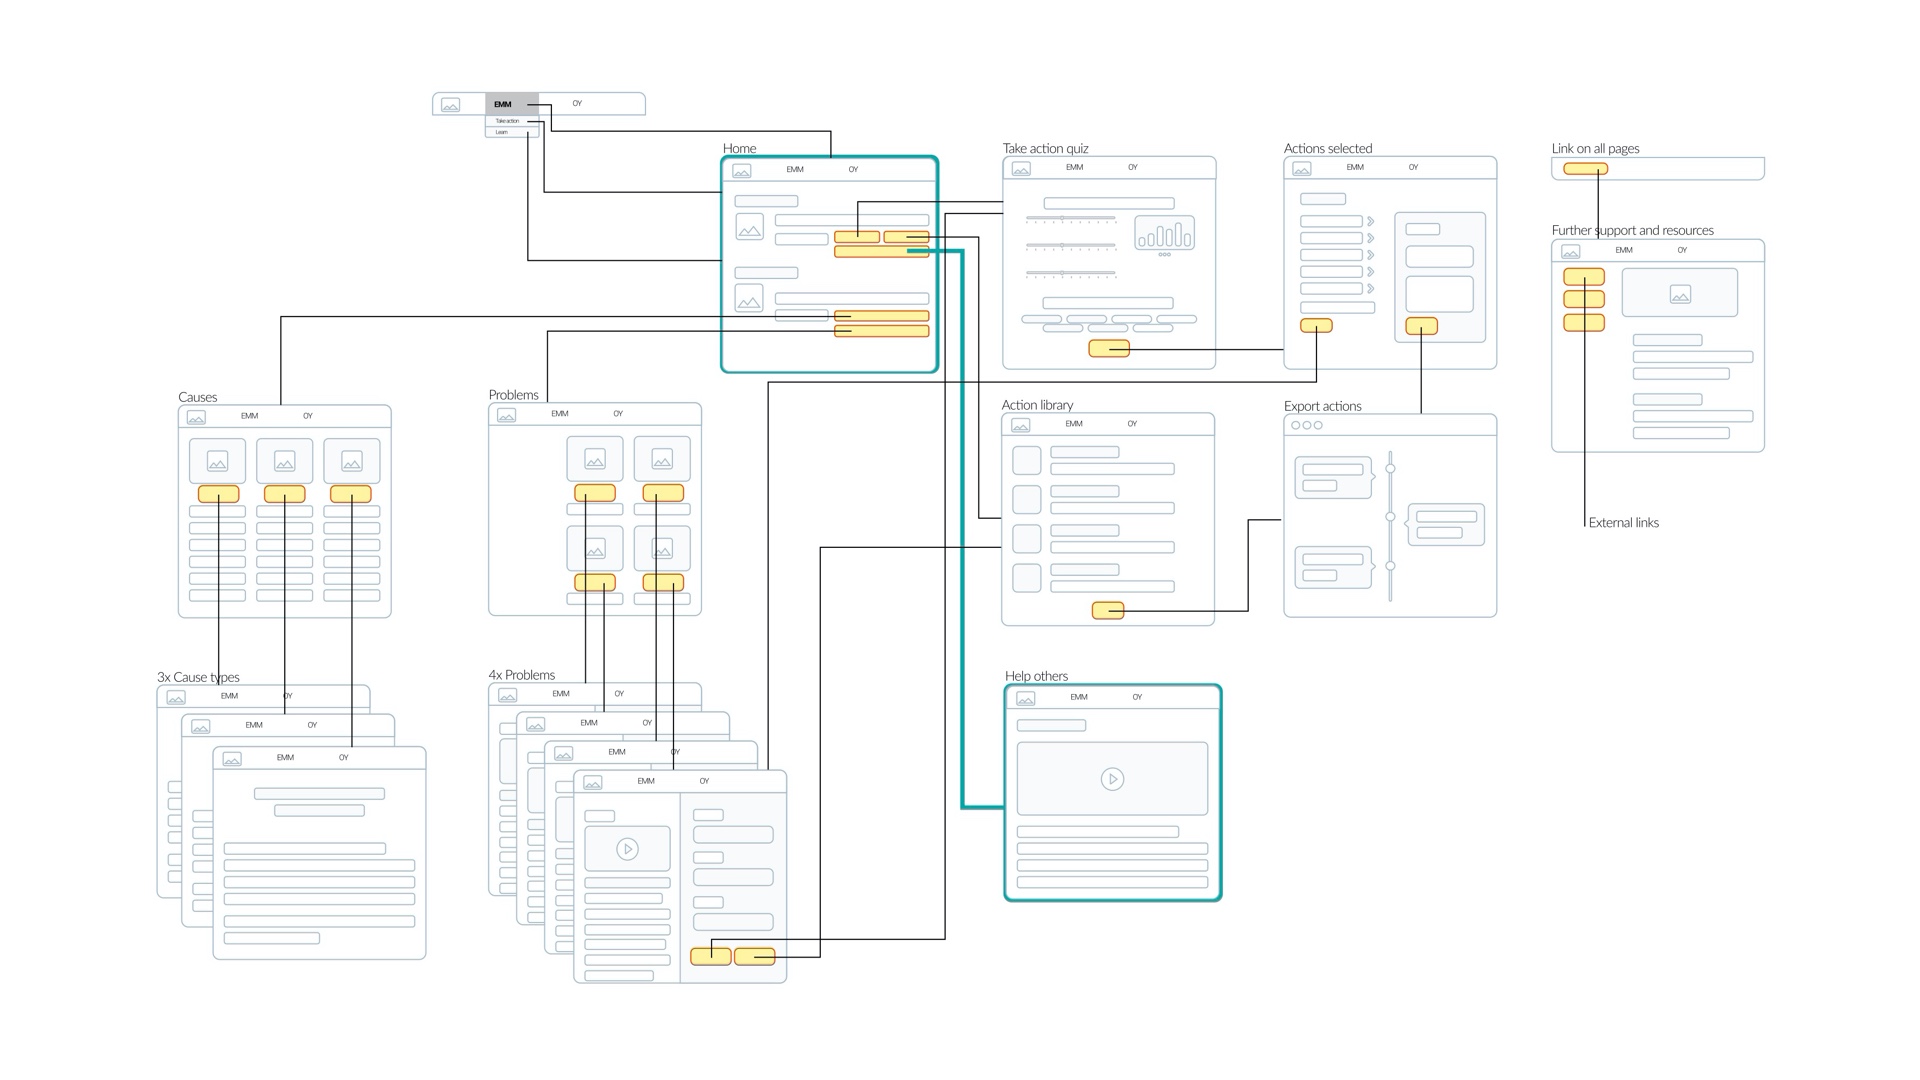 EMM OY
Take action
Learn
Home
EMM OY
Take action quiz
EMM OY
Actions selected
EMM OY
Link on all pages
Further support and resources
EMM OY
External links
Causes
EMM OY
Problems
EMM OY
Action library
EMM OY
Export actions
3x Cause types
EMM OY
EMM OY
EMM OY
4x Problems
EMM OY
EMM OY
EMM OY
EMM OY
Help others
EMM OY